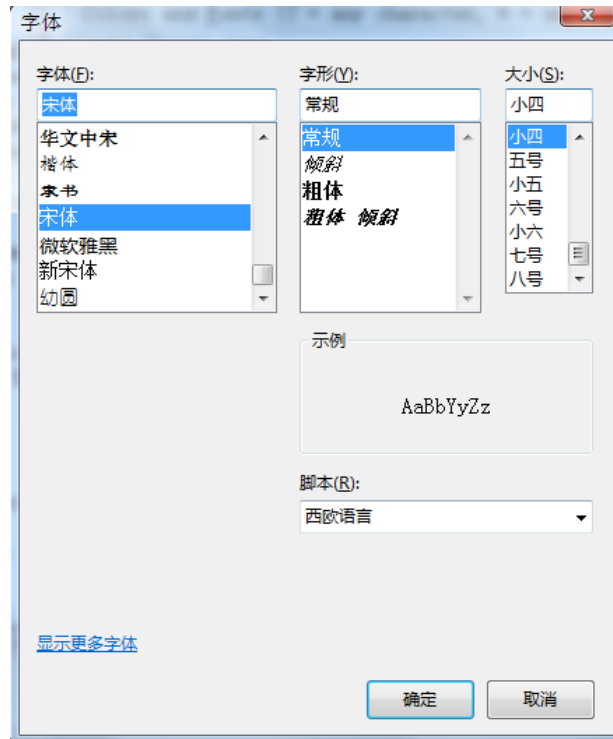 字体
字体(F):
宋体
华文中宋
楷体
隶书
宋体
微软雅黑
新宋体
幼圆
字形(Y):
常规
常规
倾斜
粗体
粗体 倾斜
大小(S):
小四
小四
五号
小五
六号
小六
七号
八号
示例
AaBbYyZz
脚本(R):
西欧语言
显示更多字体
确定
取消